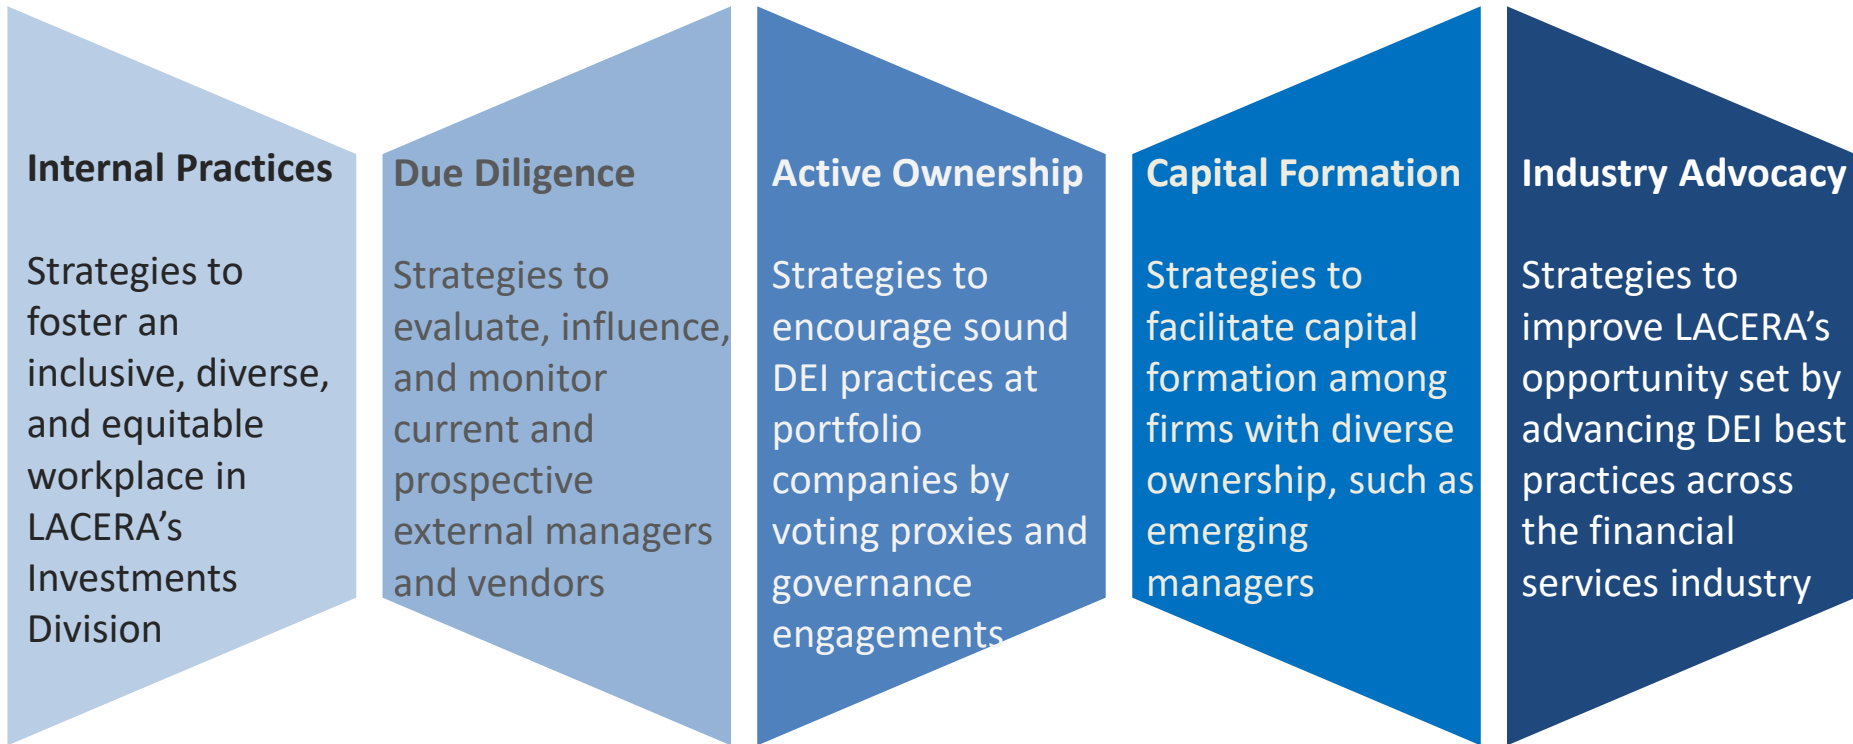 Internal Practices
Strategies to
foster an
inclusive, diverse,
and equitable
workplace in
LACERA’s
Investments
Division
Due Diligence
Strategies to
evaluate, influence,
and monitor
current and
prospective
external managers
and vendors
Active Ownership
Strategies to
encourage sound
DEI practices at
portfolio
companies by
voting proxies and
governance
engagements
Capital Formation
Strategies to
facilitate capital
formation among
firms with diverse
ownership, such as
emerging
managers
Industry Advocacy
Strategies to
improve LACERA’s
opportunity set by
advancing DEI best
practices across
the financial
services industry